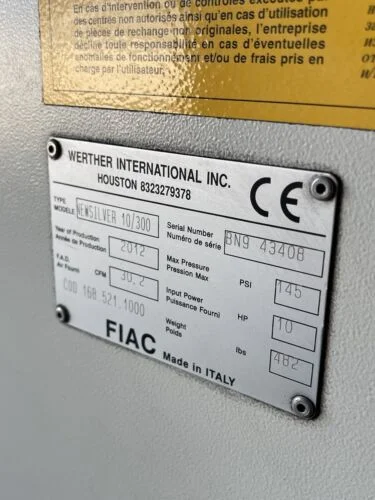 En cas d'intervention ou de contrôles exécutés par
des centres non autorisés ainsi qu'en cas d'utilisation
de pièces de rechange non originales, l'entreprise
décline toute responsabilité en cas d'éventuelles
anomalies de fonctionnement et/ou de frais pris en
charge par l'utilisateur.
WERTHER INTERNATIONAL INC.
HOUSTON 8323279378
CE
TYPE
MODÈLE
NEWSILVER 10/300
Serial Number
Numéro de série
BN9 43408
Year of Production
Année de Production
2012
Max Pressure
Pression Max
PSI
145
F.A.D.
Air Fourni
CFM
30,2
Input Power
Puissance Fourni
HP
10
COD 168.521.1000
Weight
Poids
lbs
482
FIAC Made in ITALY